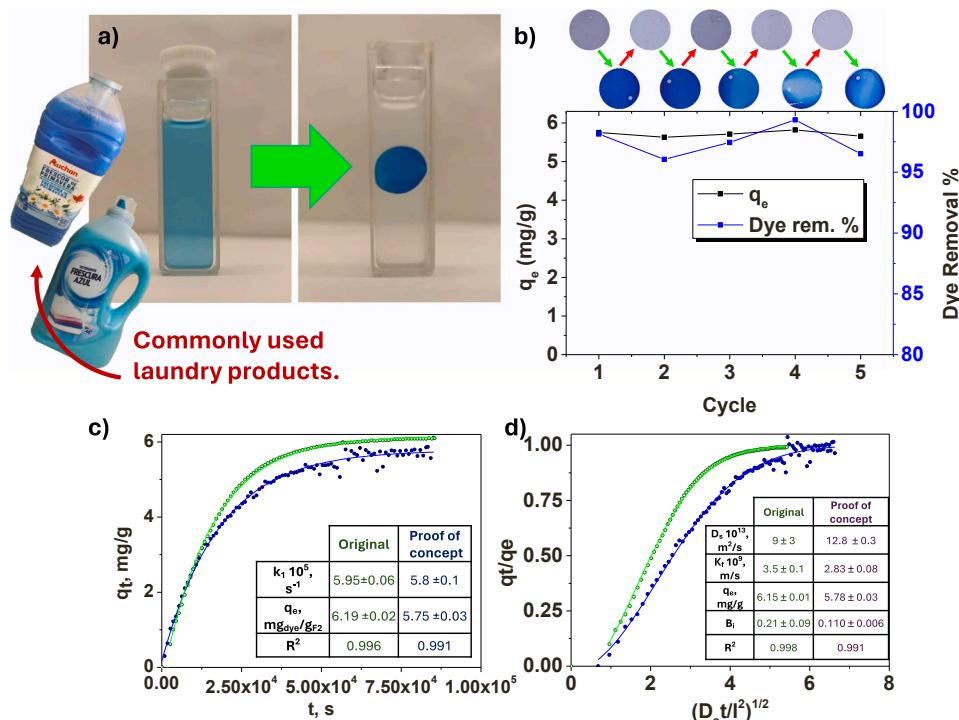 a)
Auchan
FRESCOR DE
PRIMAVERA
FRESCURA
AZUL
Commonly used
laundry products.
b)
qe (mg/g)
6
5
4
3
2
1
0
qe
Dye rem. %
100
95
90
85
80
Dye Removal %
1 2 3 4 5
Cycle
c)
qt, mg/g
6
4
2
0
0.00 2.50x10^4 5.00x10^4 7.50x10^4 1.00x10^5
t, s
Original Proof of concept
k1 10^5, s^-1 5.95±0.06 5.8 ±0.1
qe, mgdye/gF2 6.19 ±0.02 5.75 ±0.03
R^2 0.996 0.991
d)
qt/qe
1.00
0.75
0.50
0.25
0.00
0 2 4 6 8
(Dst/l^2)^1/2
Original Proof of concept
Ds 10^13, m^2/s 9 ± 3 12.8 ± 0.3
Kf 10^9, m/s 3.5 ± 0.1 2.83 ± 0.08
qe, mg/g 6.15 ± 0.01 5.78 ± 0.03
Bi 0.21 ± 0.09 0.110 ± 0.006
R^2 0.998 0.991